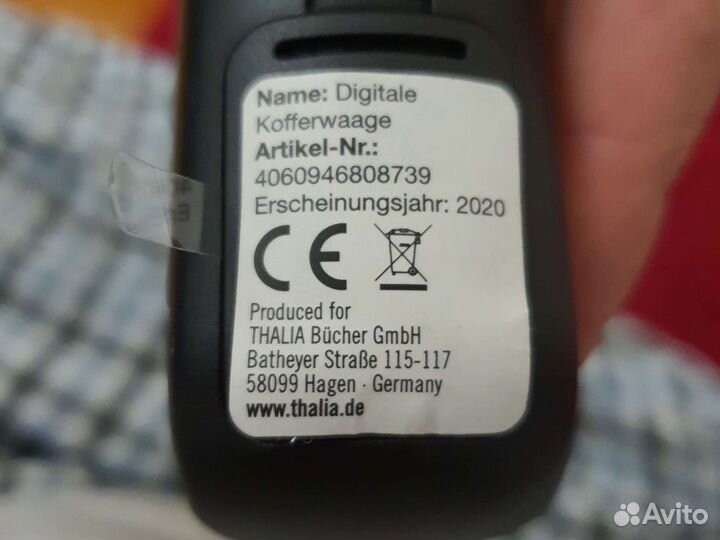 Name: Digitale
Kofferwaage
Artikel-Nr.:
4060946808739
Erscheinungsjahr: 2020
CE
Produced for
THALIA Bücher GmbH
Batheyer Straße 115-117
58099 Hagen · Germany
www.thalia.de
Avito